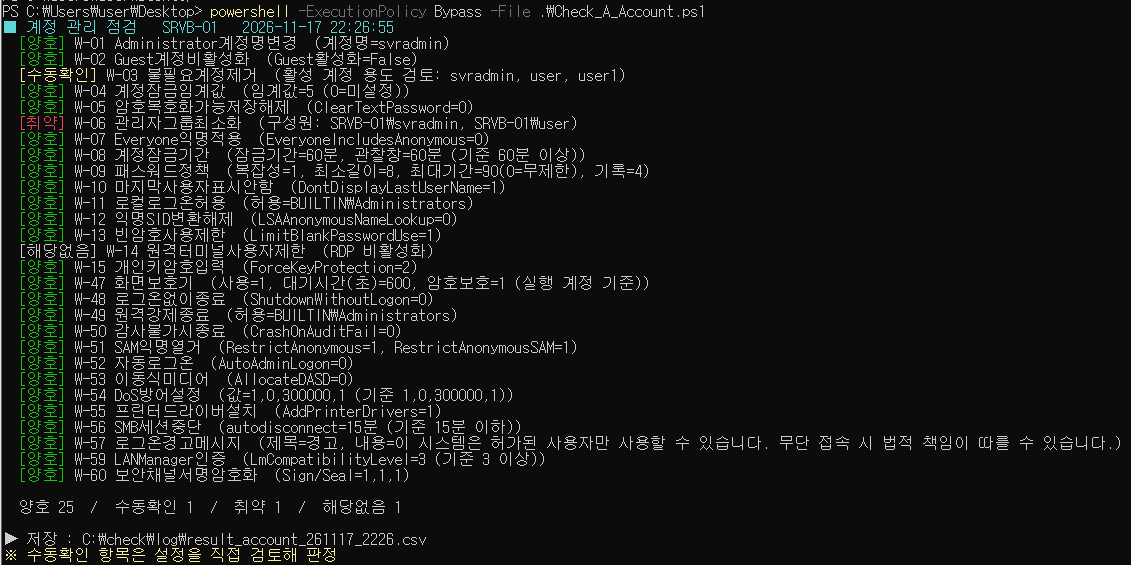 PS C:\Users\user\Desktop> powershell -ExecutionPolicy Bypass -File .\Check_A_Account.ps1
■ 계정 관리 점검   SRVB-01   2026-11-17 22:26:55
[양호] W-01 Administrator계정명변경  (계정명=svradmin)
[양호] W-02 Guest계정비활성화  (Guest활성화=False)
[수동확인] W-03 불필요계정제거  (활성 계정 용도 검토: svradmin, user, user1)
[양호] W-04 계정잠금임계값  (임계값=5 (0=미설정))
[양호] W-05 암호복호화가능저장해제  (ClearTextPassword=0)
[취약] W-06 관리자그룹최소화  (구성원: SRVB-01\svradmin, SRVB-01\user)
[양호] W-07 Everyone익명적용  (EveryoneIncludesAnonymous=0)
[양호] W-08 계정잠금기간  (잠금기간=60분, 관찰창=60분 (기준 60분 이상))
[양호] W-09 패스워드정책  (복잡성=1, 최소길이=8, 최대기간=90(0=무제한), 기록=4)
[양호] W-10 마지막사용자표시안함  (DontDisplayLastUserName=1)
[양호] W-11 로컬로그온허용  (허용=BUILTIN\Administrators)
[양호] W-12 익명SID변환해제  (LSAAnonymousNameLookup=0)
[양호] W-13 빈암호사용제한  (LimitBlankPasswordUse=1)
[해당없음] W-14 원격터미널사용자제한  (RDP 비활성화)
[양호] W-15 개인키암호입력  (ForceKeyProtection=2)
[양호] W-47 화면보호기  (사용=1, 대기시간(초)=600, 암호보호=1 (실행 계정 기준))
[양호] W-48 로그온없이종료  (ShutdownWithoutLogon=0)
[양호] W-49 원격강제종료  (허용=BUILTIN\Administrators)
[양호] W-50 감사불가시종료  (CrashOnAuditFail=0)
[양호] W-51 SAM익명열거  (RestrictAnonymous=1, RestrictAnonymousSAM=1)
[양호] W-52 자동로그온  (AutoAdminLogon=0)
[양호] W-53 이동식미디어  (AllocateDASD=0)
[양호] W-54 DoS방어설정  (값=1,0,300000,1 (기준 1,0,300000,1))
[양호] W-55 프린터드라이버설치  (AddPrinterDrivers=1)
[양호] W-56 SMB세션중단  (autodisconnect=15분 (기준 15분 이하))
[양호] W-57 로그온경고메시지  (제목=경고, 내용=이 시스템은 허가된 사용자만 사용할 수 있습니다. 무단 접속 시 법적 책임이 따를 수 있습니다.)
[양호] W-59 LANManager인증  (LmCompatibilityLevel=3 (기준 3 이상))
[양호] W-60 보안채널서명암호화  (Sign/Seal=1,1,1)
양호 25  /  수동확인 1  /  취약 1  /  해당없음 1
▶ 저장 : C:\check\log\result_account_261117_2226.csv
※ 수동확인 항목은 설정을 직접 검토해 판정